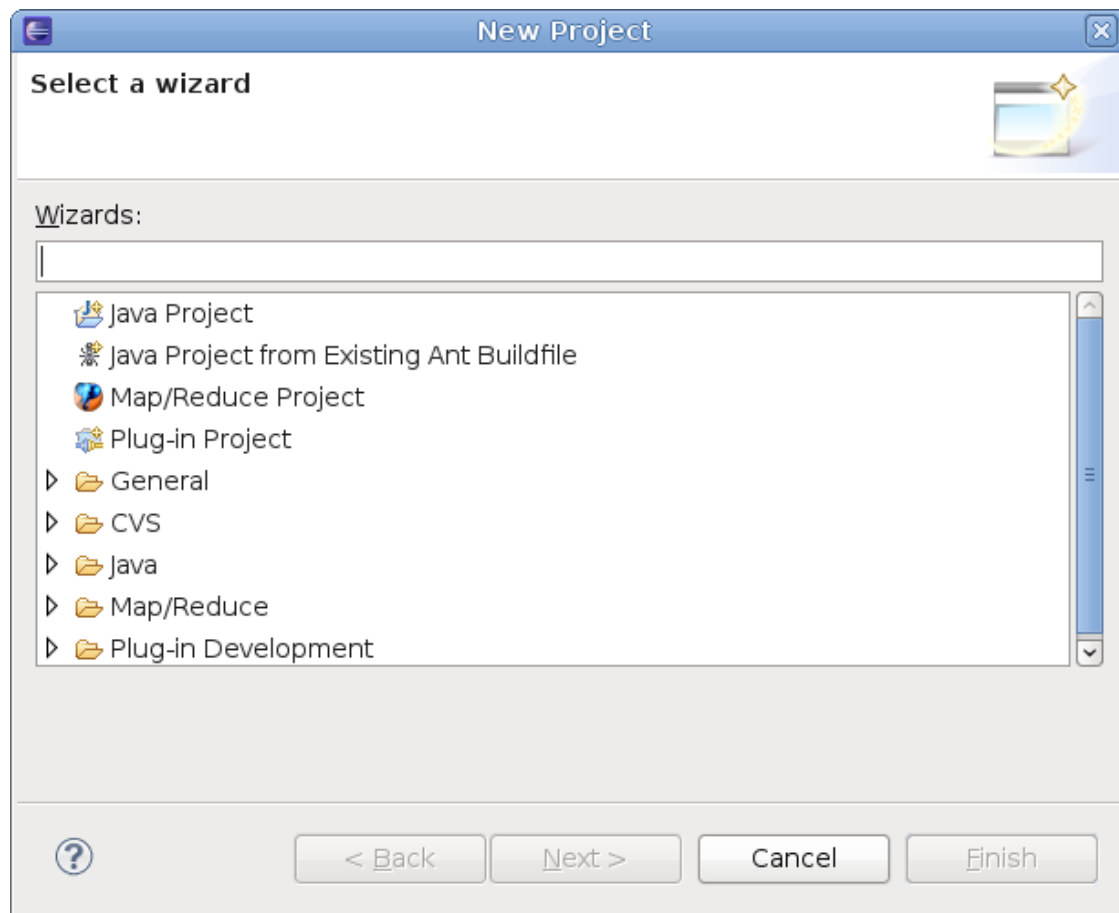 New Project
Select a wizard
Wizards:
Java Project
Java Project from Existing Ant Buildfile
Map/Reduce Project
Plug-in Project
General
CVS
Java
Map/Reduce
Plug-in Development
?
< Back
Next >
Cancel
Finish